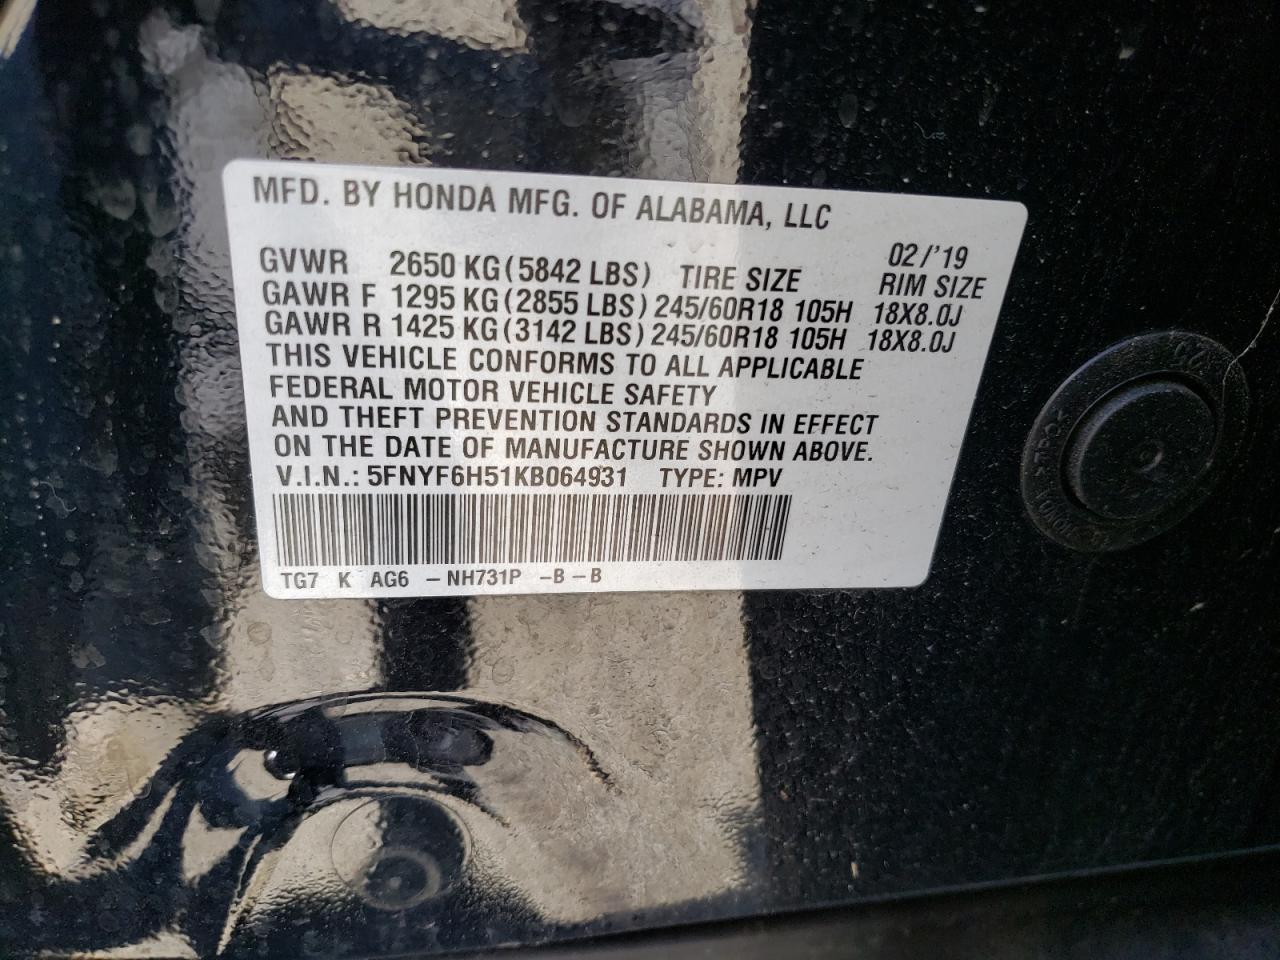 MFD. BY HONDA MFG. OF ALABAMA, LLC
02/'19
GVWR 2650 KG(5842 LBS) TIRE SIZE RIM SIZE
GAWR F 1295 KG(2855 LBS) 245/60R18 105H 18X8.0J
GAWR R 1425 KG(3142 LBS) 245/60R18 105H 18X8.0J
THIS VEHICLE CONFORMS TO ALL APPLICABLE
FEDERAL MOTOR VEHICLE SAFETY
AND THEFT PREVENTION STANDARDS IN EFFECT
ON THE DATE OF MANUFACTURE SHOWN ABOVE.
V.I.N.: 5FNYF6H51KB064931 TYPE: MPV
TG7 K AG6 -NH731P -B-B